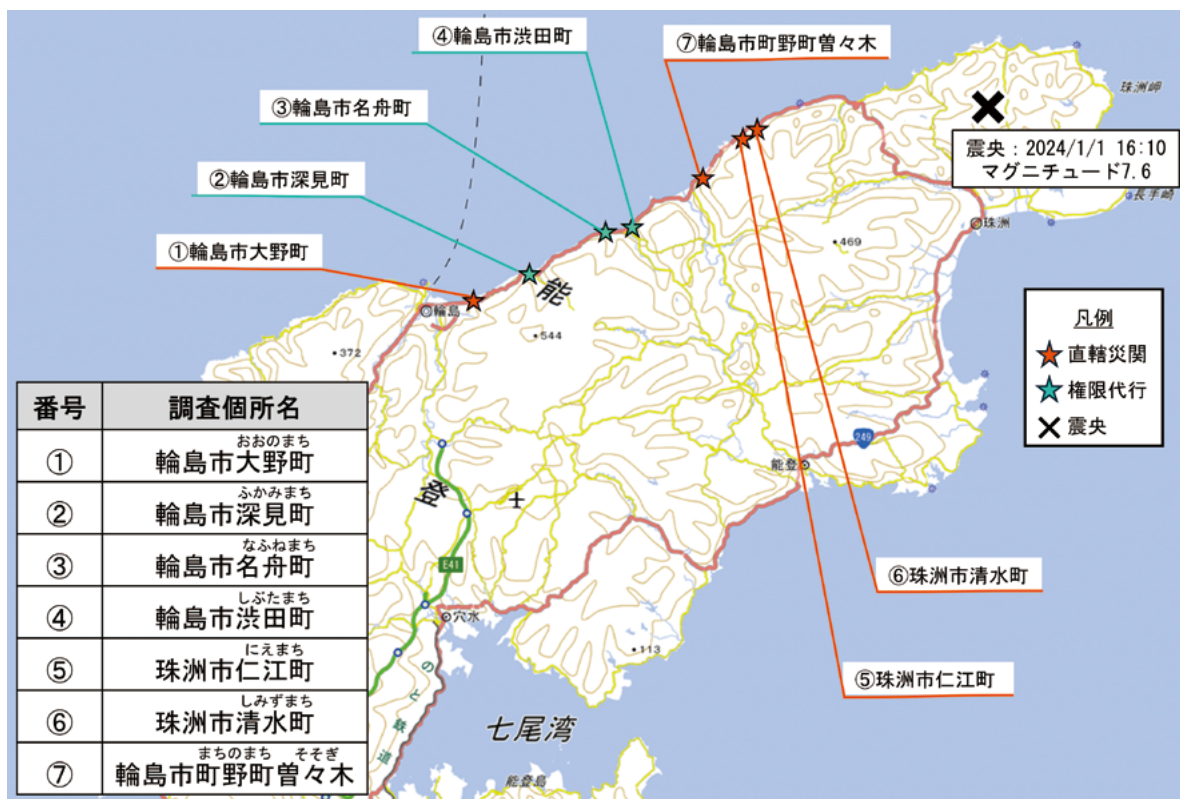 ④輪島市渋田町
⑦輪島市町野町曽々木
③輪島市名舟町
②輪島市深見町
①輪島市大野町
珠洲岬
震央：2024/1/1 16:10
マグニチュード7.6
長手崎
珠洲
469
能
輪島
544
372
凡例
直轄災関
権限代行
震央
249
能登
登
E41
穴水
のと鉄道
113
七尾湾
能登島
⑥珠洲市清水町
⑤珠洲市仁江町
番号 調査個所名
おおのまち
① 輪島市大野町
ふかみまち
② 輪島市深見町
なふねまち
③ 輪島市名舟町
しぶたまち
④ 輪島市渋田町
にえまち
⑤ 珠洲市仁江町
しみずまち
⑥ 珠洲市清水町
まちのまち そそぎ
⑦ 輪島市町野町曽々木